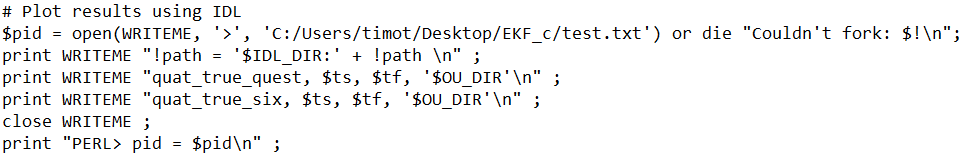 # Plot results using IDL
$pid = open(WRITEME, '>', 'C:/Users/timot/Desktop/EKF_c/test.txt') or die "Couldn't fork: $!\n";
print WRITEME "!path = '$IDL_DIR:' + !path \n" ;
print WRITEME "quat_true_quest, $ts, $tf, '$OU_DIR'\n" ;
print WRITEME "quat_true_six, $ts, $tf, '$OU_DIR'\n" ;
close WRITEME ;
print "PERL> pid = $pid\n" ;